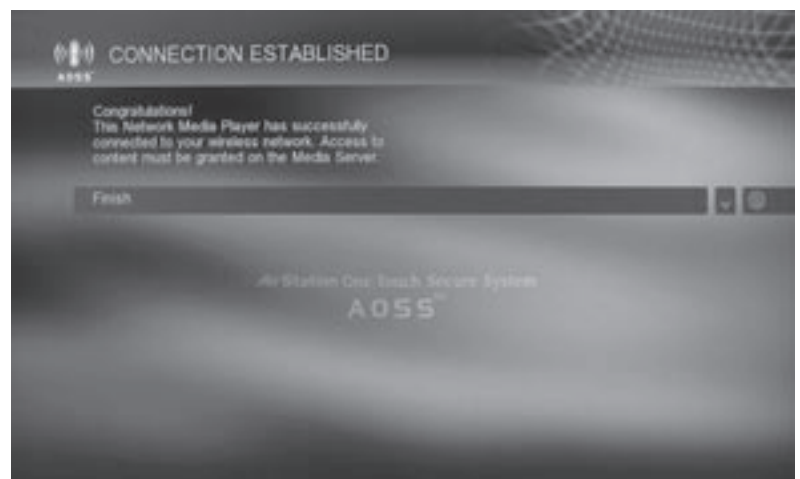 CONNECTION ESTABLISHED
AOSS
Congratulations!
This Network Media Player has successfully
connected to your wireless network. Access to
content must be granted on the Media Server.
Finish
AirStation One-Touch Secure System
AOSS™